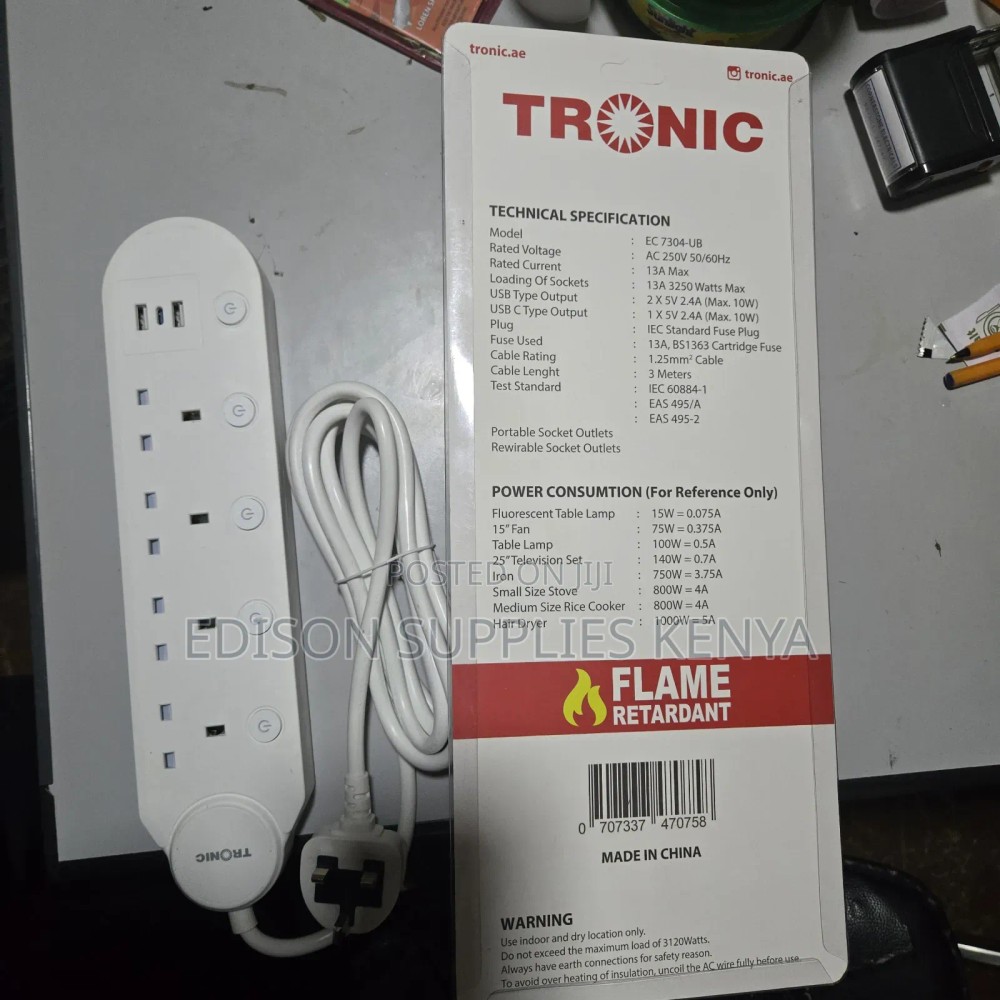 tronic.ae
tronic.ae
TRONIC
TECHNICAL SPECIFICATION
Model : EC 7304-UB
Rated Voltage : AC 250V 50/60Hz
Rated Current : 13A Max
Loading Of Sockets : 13A 3250 Watts Max
USB Type Output : 2 X 5V 2.4A (Max. 10W)
USB C Type Output : 1 X 5V 2.4A (Max. 10W)
Plug : IEC Standard Fuse Plug
Fuse Used : 13A, BS1363 Cartridge Fuse
Cable Rating : 1.25mm² Cable
Cable Lenght : 3 Meters
Test Standard : IEC 60884-1
: EAS 495/A
: EAS 495-2
Portable Socket Outlets
Rewirable Socket Outlets
POWER CONSUMTION (For Reference Only)
Fluorescent Table Lamp : 15W = 0.075A
15" Fan : 75W = 0.375A
Table Lamp : 100W = 0.5A
25" Television Set : 140W = 0.7A
Iron : 750W = 3.75A
Small Size Stove : 800W = 4A
Medium Size Rice Cooker : 800W = 4A
Hair Dryer : 1000W = 5A
POSTED ON JIJI
EDISON SUPPLIES KENYA
FLAME
RETARDANT
0 707337 470758
MADE IN CHINA
WARNING
Use indoor and dry location only.
Do not exceed the maximum load of 3120Watts.
Always have earth connections for safety reason.
To avoid over heating of insulation, uncoil the AC wire fully before use.
TRONIC